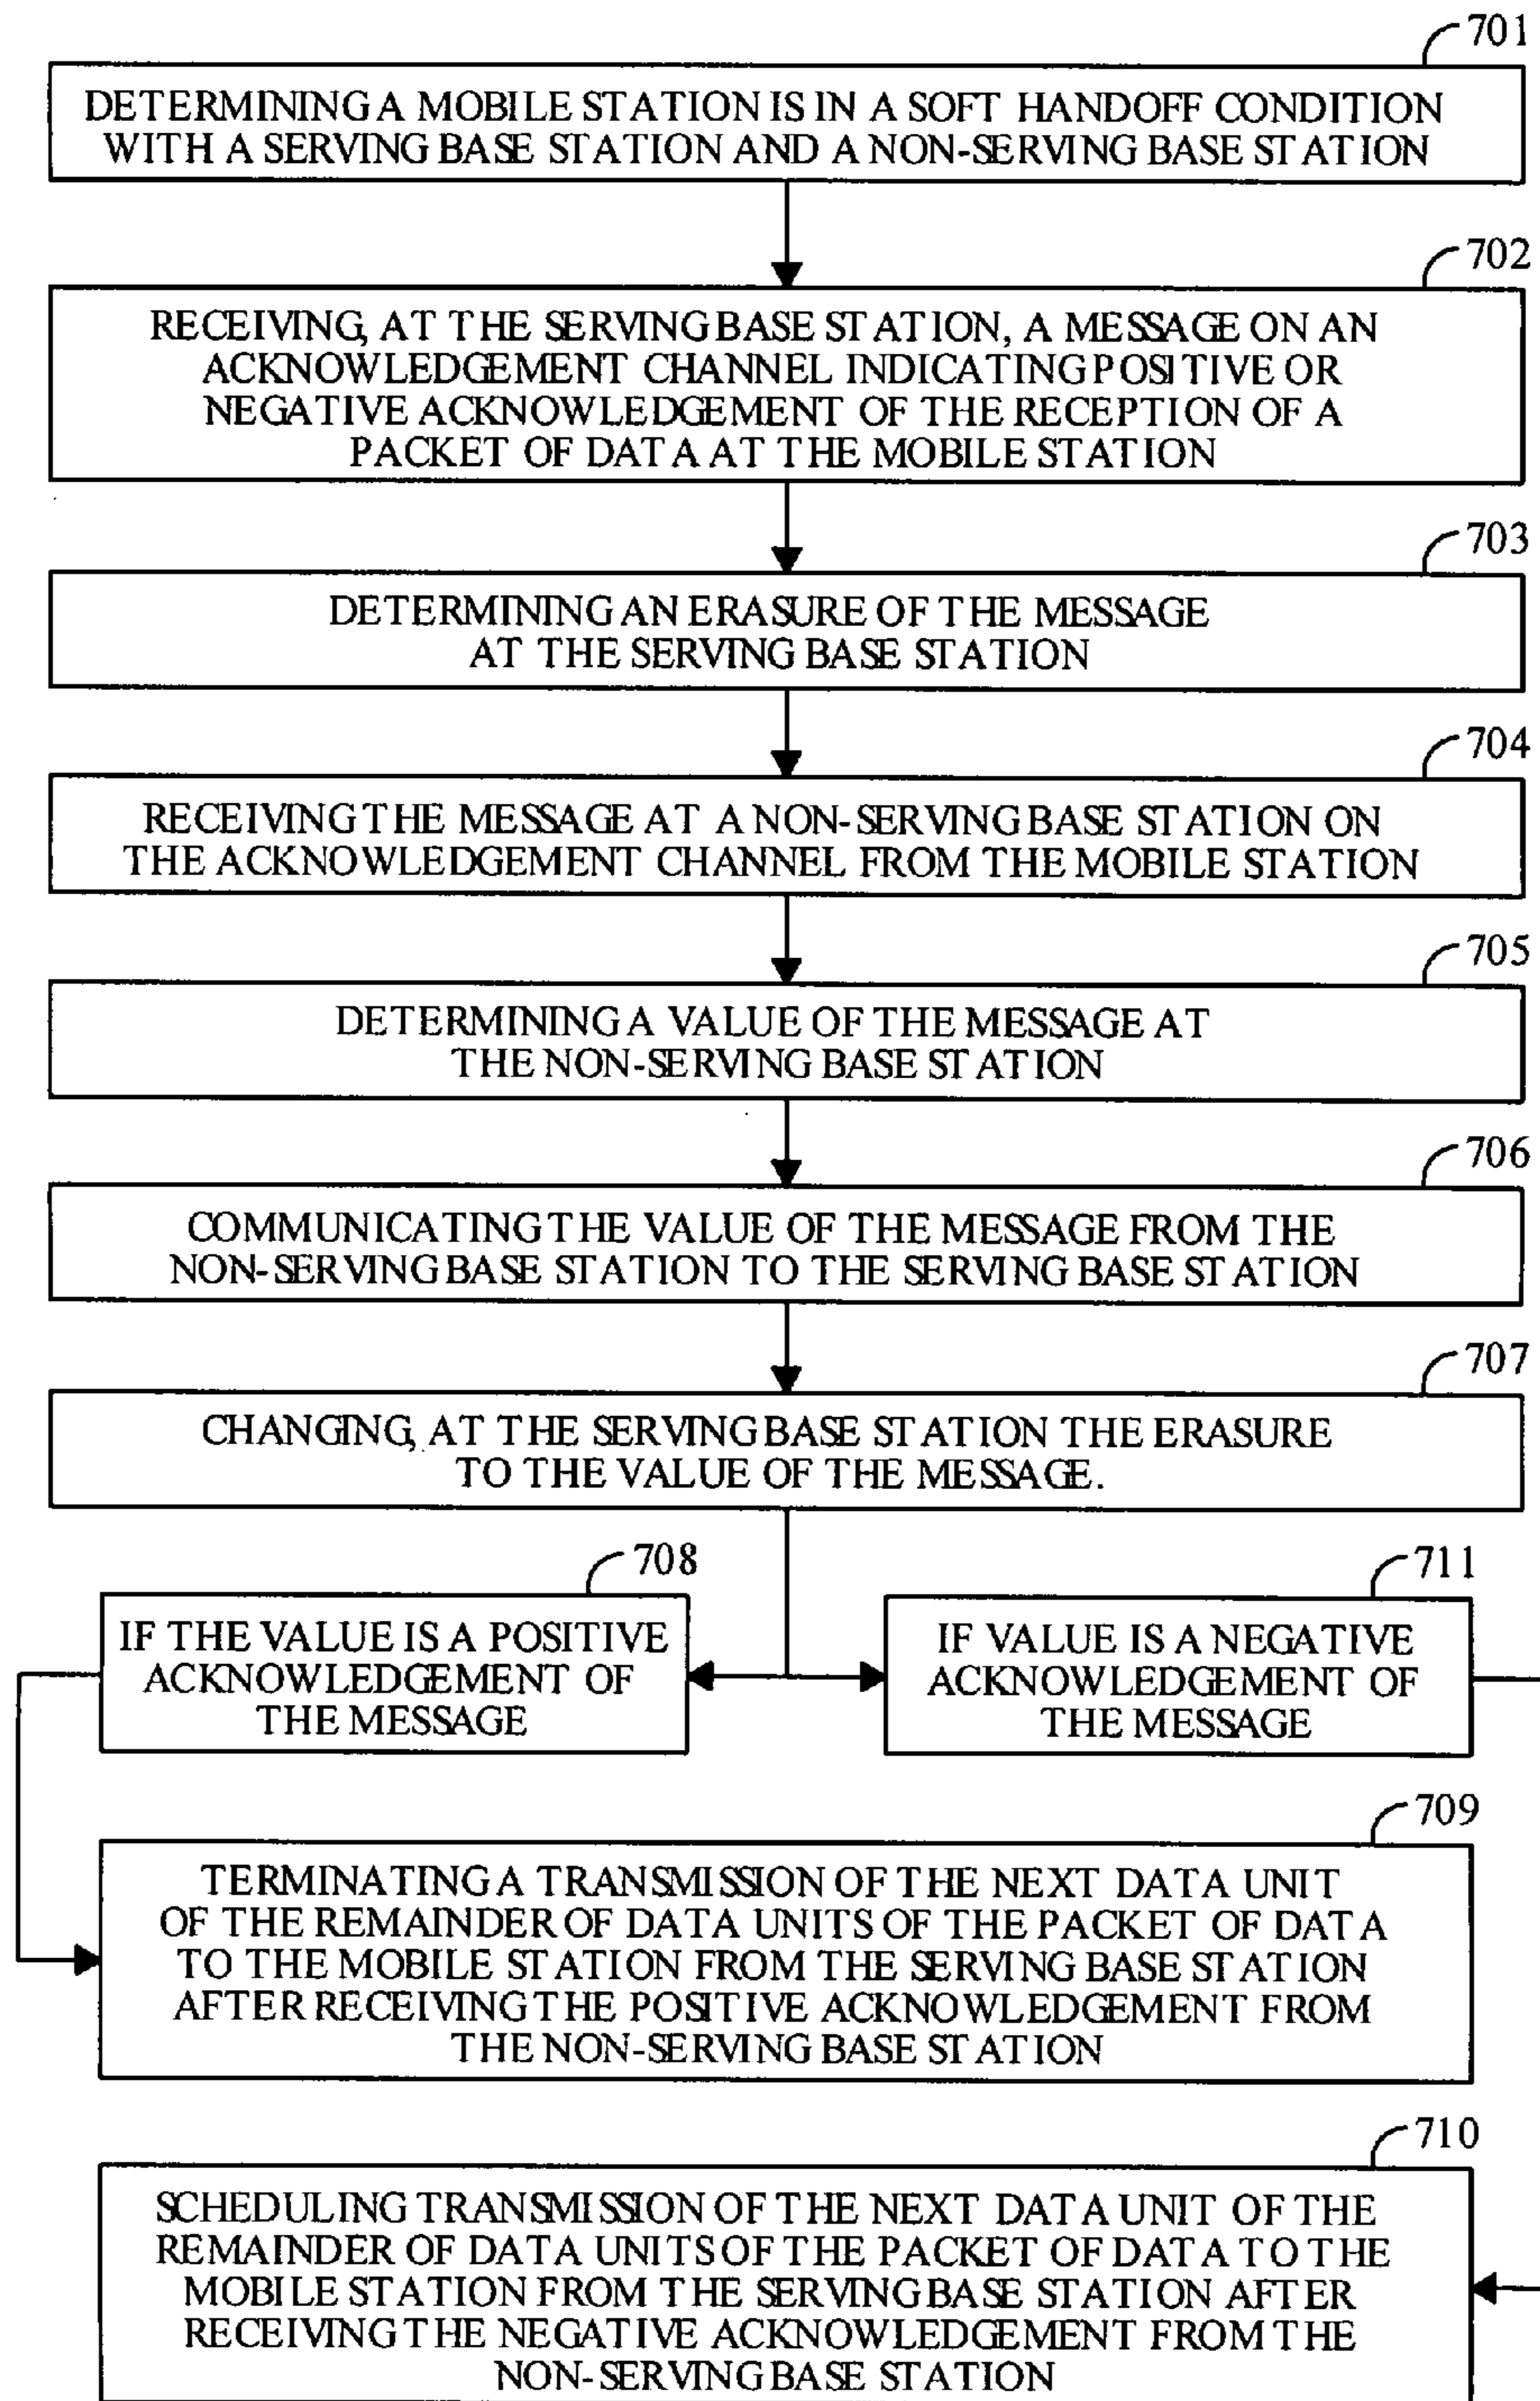 701
DETERMINING A MOBILE STATION IS IN A SOFT HANDOFF CONDITION
WITH A SERVING BASE STATION AND A NON-SERVING BASE STATION
702
RECEIVING, AT THE SERVING BASE STATION, A MESSAGE ON AN
ACKNOWLEDGEMENT CHANNEL INDICATING POSITIVE OR
NEGATIVE ACKNOWLEDGEMENT OF THE RECEPTION OF A
PACKET OF DATA AT THE MOBILE STATION
703
DETERMINING AN ERASURE OF THE MESSAGE
AT THE SERVING BASE STATION
704
RECEIVING THE MESSAGE AT A NON-SERVING BASE STATION ON
THE ACKNOWLEDGEMENT CHANNEL FROM THE MOBILE STATION
705
DETERMINING A VALUE OF THE MESSAGE AT
THE NON-SERVING BASE STATION
706
COMMUNICATING THE VALUE OF THE MESSAGE FROM THE
NON-SERVING BASE STATION TO THE SERVING BASE STATION
707
CHANGING, AT THE SERVING BASE STATION THE ERASURE
TO THE VALUE OF THE MESSAGE.
708
IF THE VALUE IS A POSITIVE
ACKNOWLEDGEMENT OF
THE MESSAGE
711
IF VALUE IS A NEGATIVE
ACKNOWLEDGEMENT OF
THE MESSAGE
709
TERMINATING A TRANSMISSION OF THE NEXT DATA UNIT
OF THE REMAINDER OF DATA UNITS OF THE PACKET OF DATA
TO THE MOBILE STATION FROM THE SERVING BASE STATION
AFTER RECEIVING THE POSITIVE ACKNOWLEDGEMENT FROM
THE NON-SERVING BASE STATION
710
SCHEDULING TRANSMISSION OF THE NEXT DATA UNIT OF THE
REMAINDER OF DATA UNITS OF THE PACKET OF DATA TO THE
MOBILE STATION FROM THE SERVING BASE STATION AFTER
RECEIVING THE NEGATIVE ACKNOWLEDGEMENT FROM THE
NON-SERVING BASE STATION